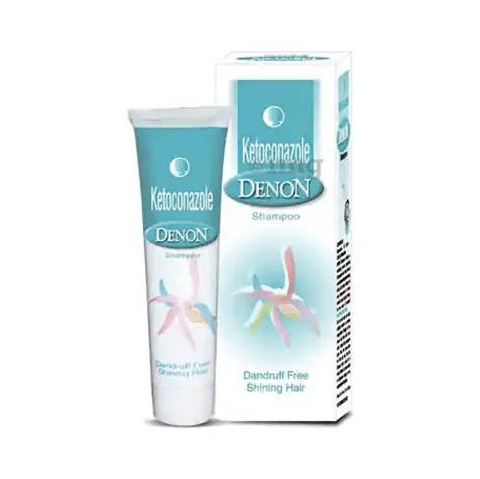 Ketoconazole
DENON
Shampoo
Dandruff Free
Shining Hair
Ketoconazole
DENON
Shampoo
Dandruff Free
Shining Hair